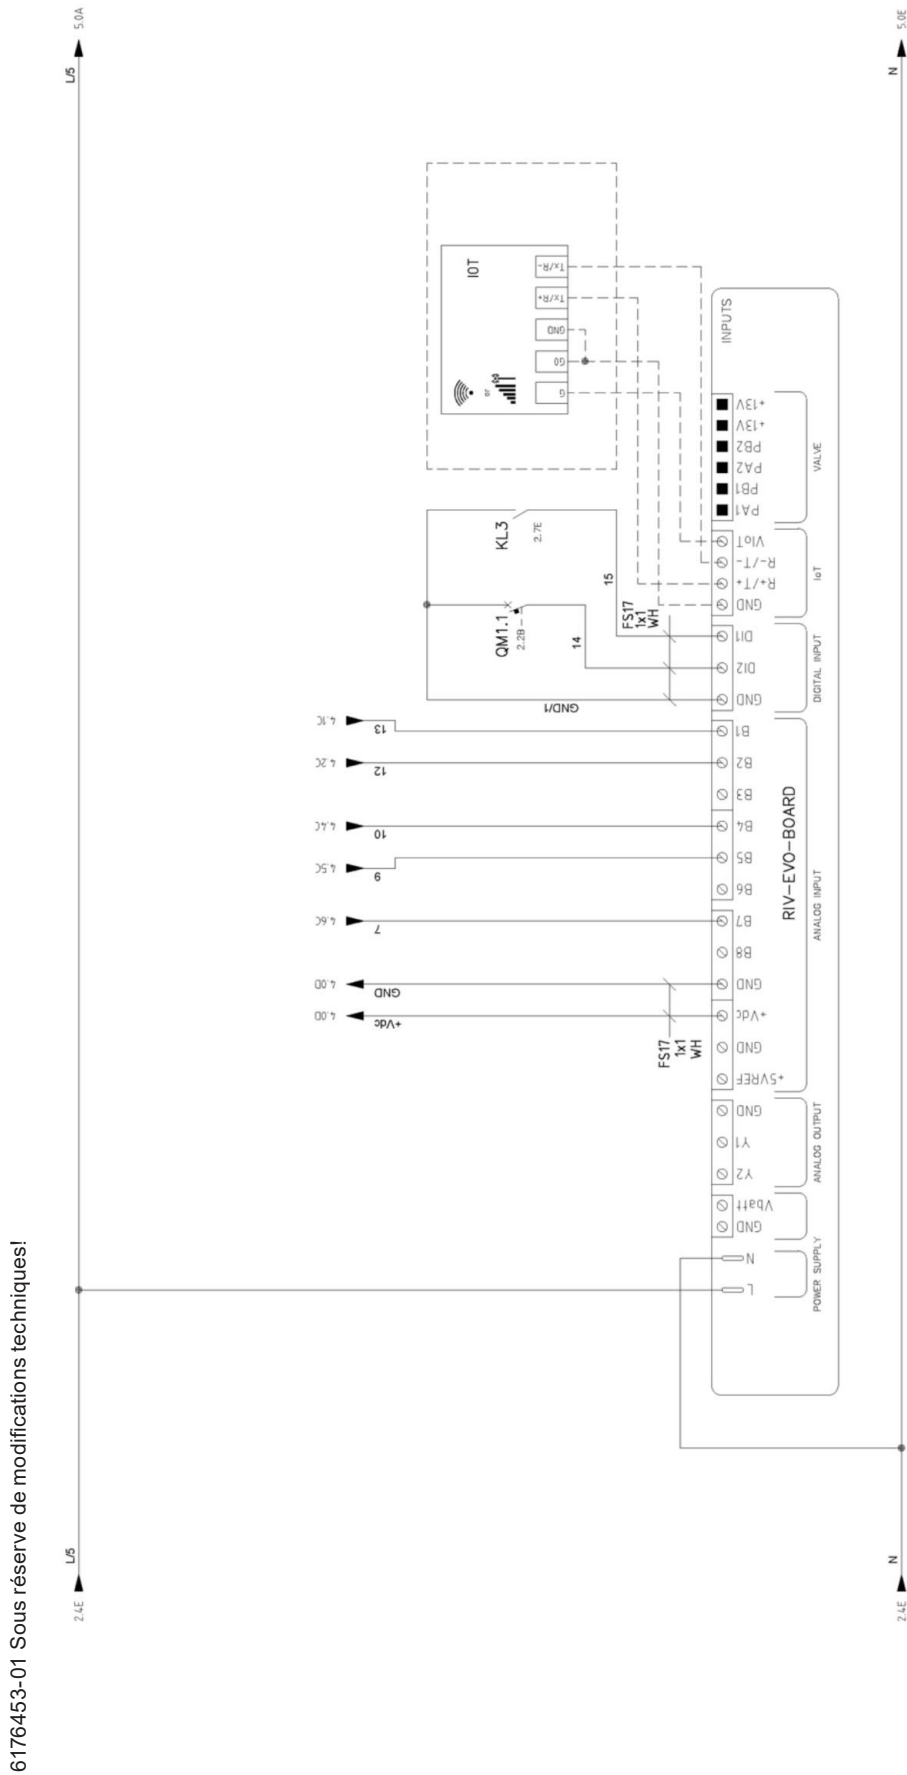 6176453-01 Sous réserve de modifications techniques!
2.4E
L/5
L/5
5.0A
IOT
or
G
G0
GND
Tx/R+
Tx/R-
4.0D
+Vdc
4.0D
GND
4.6C
7
4.5C
9
4.4C
10
4.2C
12
4.1C
13
GND/1
QM1.1
2.2B
14
KL3
2.7E
15
FS17
1x1
WH
FS17
1x1
WH
L
N
GND
Vbatt
Y2
Y1
GND
+5VREF
GND
+Vdc
GND
B8
B7
B6
B5
B4
B3
B2
B1
GND
DI2
DI1
GND
R+/T+
R-/T-
VIoT
PA1
PB1
PA2
PB2
+13V
+13V
INPUTS
RIV-EVO-BOARD
POWER SUPPLY
ANALOG OUTPUT
ANALOG INPUT
DIGITAL INPUT
IoT
VALVE
2.4E
N
N
5.0E